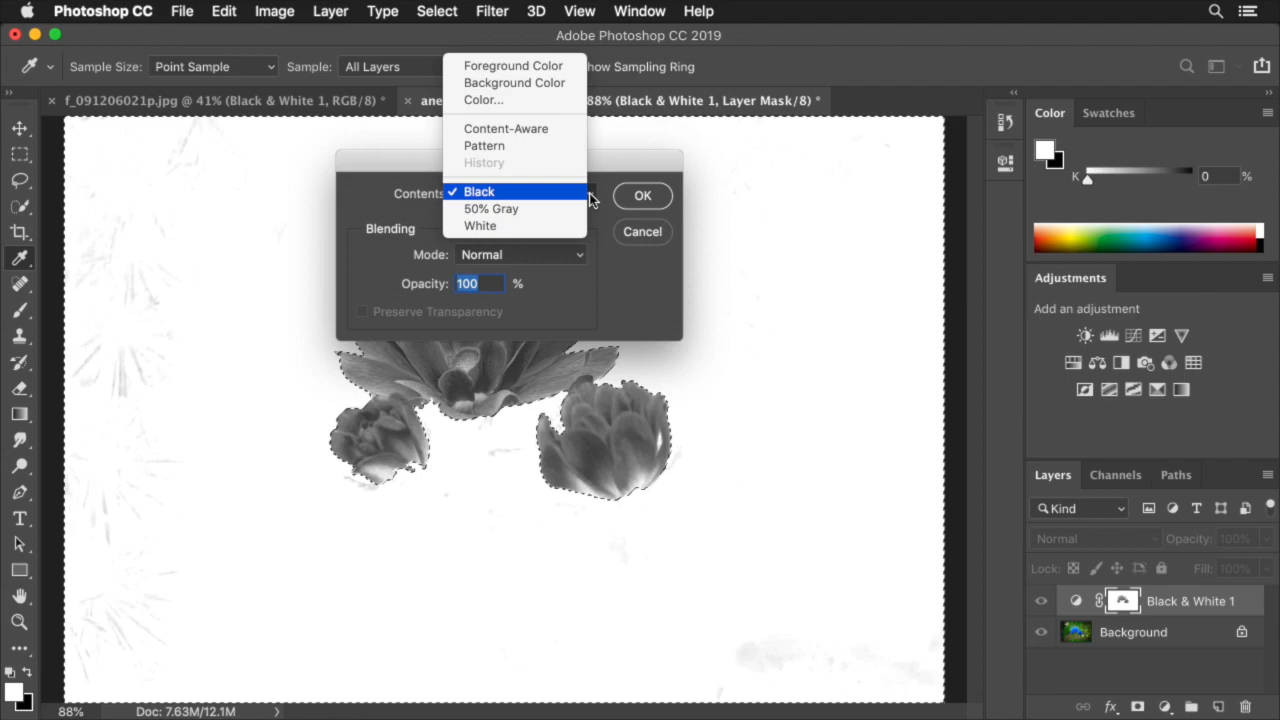 Photoshop CC File Edit Image Layer Type Select Filter 3D View Window Help
Adobe Photoshop CC 2019
Sample Size: Point Sample Sample: All Layers how Sampling Ring
f_091206021p.jpg @ 41% (Black & White 1, RGB/8) * ane 88% (Black & White 1, Layer Mask/8) *
Foreground Color
Background Color
Color...
Content-Aware
Pattern
History
Black
50% Gray
White
Contents
OK
Cancel
Blending
Mode: Normal
Opacity: 100 %
Preserve Transparency
Color Swatches
K 0 %
Adjustments
Add an adjustment
Layers Channels Paths
Kind
Normal Opacity: 100%
Lock: Fill: 100%
Black & White 1
Background
88% Doc: 7.63M/12.1M